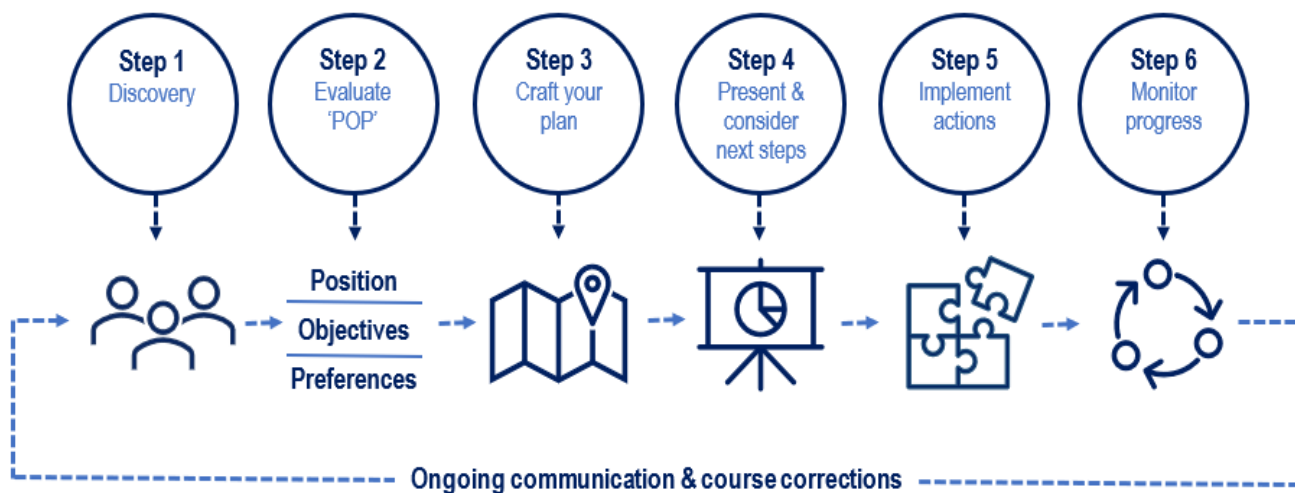 Step 1
Discovery
Step 2
Evaluate
‘POP’
Step 3
Craft your
plan
Step 4
Present &
consider
next steps
Step 5
Implement
actions
Step 6
Monitor
progress
Position
Objectives
Preferences
Ongoing communication & course corrections